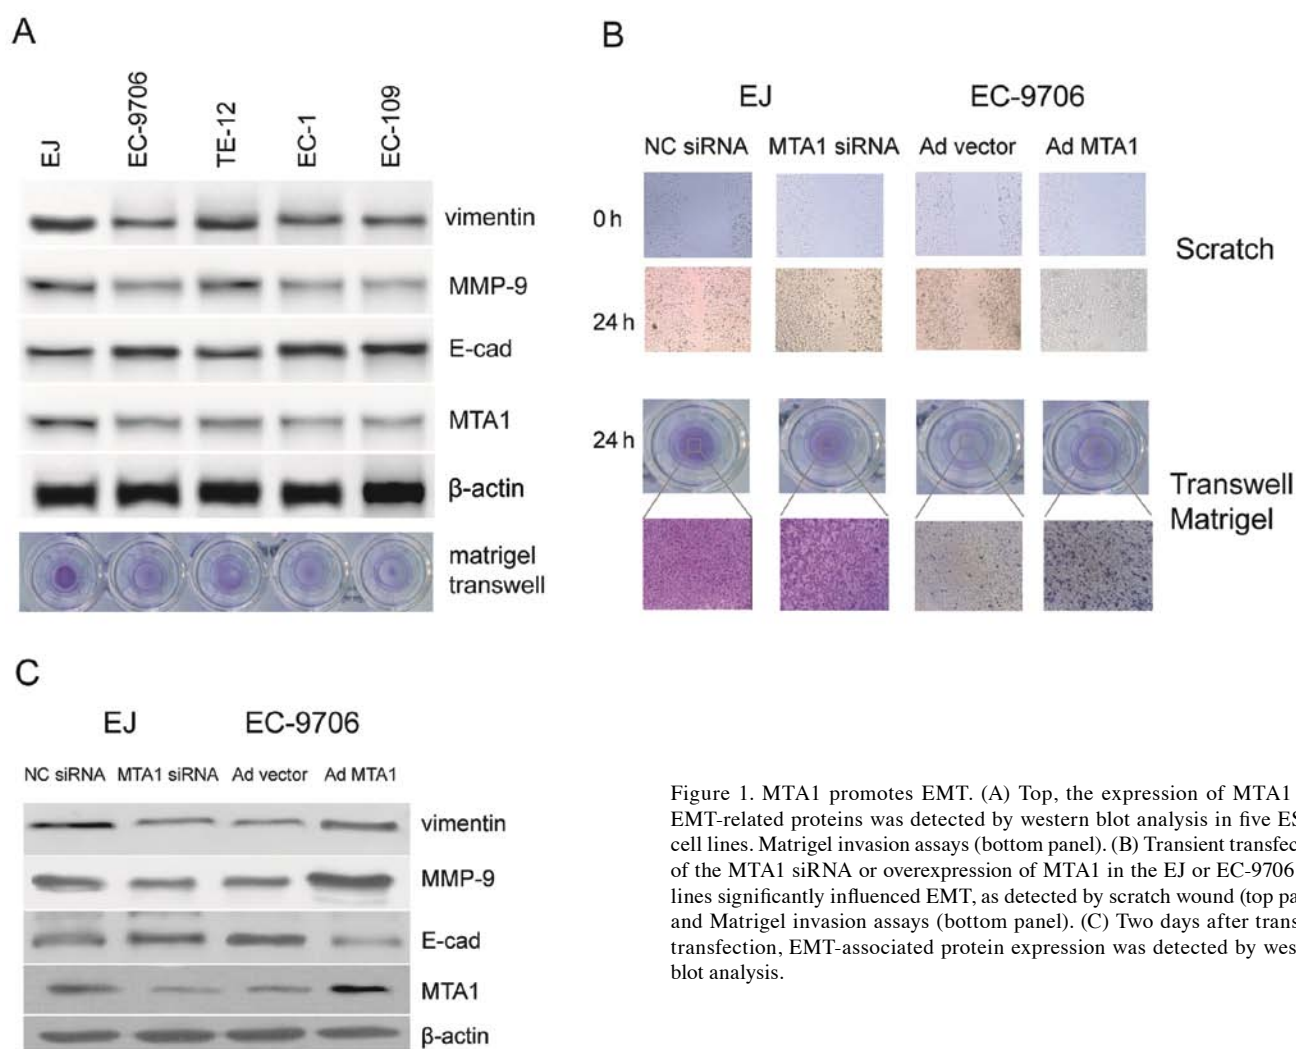 A
EJ
EC-9706
TE-12
EC-1
EC-109
vimentin
MMP-9
E-cad
MTA1
β-actin
matrigel
transwell
B
EJ EC-9706
NC siRNA MTA1 siRNA Ad vector Ad MTA1
0 h
Scratch
24 h
24 h
Transwell
Matrigel
C
EJ EC-9706
NC siRNA MTA1 siRNA Ad vector Ad MTA1
vimentin
MMP-9
E-cad
MTA1
β-actin
Figure 1. MTA1 promotes EMT. (A) Top, the expression of MTA1
EMT-related proteins was detected by western blot analysis in five ES
cell lines. Matrigel invasion assays (bottom panel). (B) Transient transfec
of the MTA1 siRNA or overexpression of MTA1 in the EJ or EC-9706
lines significantly influenced EMT, as detected by scratch wound (top pa
and Matrigel invasion assays (bottom panel). (C) Two days after trans
transfection, EMT-associated protein expression was detected by wes
blot analysis.